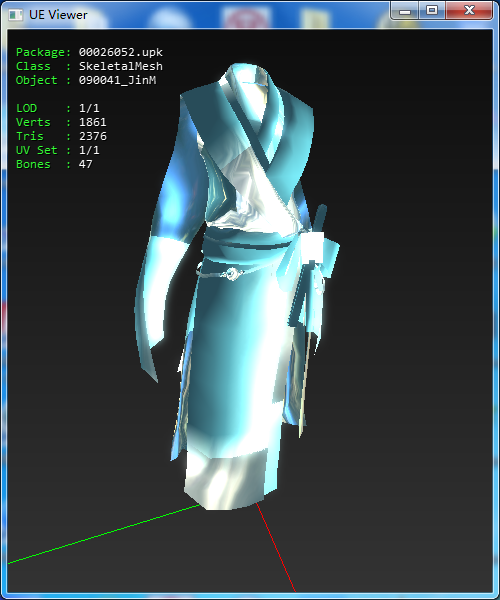 UE Viewer
Package: 00026052.upk
Class : SkeletalMesh
Object : 090041_JinM
LOD : 1/1
Verts : 1861
Tris : 2376
UV Set : 1/1
Bones : 47